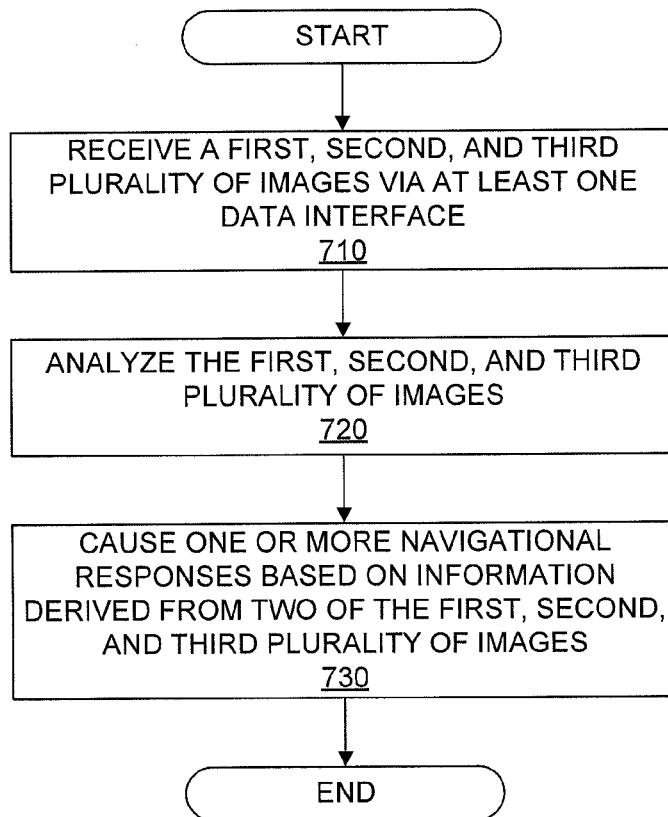 START
RECEIVE A FIRST, SECOND, AND THIRD
PLURALITY OF IMAGES VIA AT LEAST ONE
DATA INTERFACE
710
ANALYZE THE FIRST, SECOND, AND THIRD
PLURALITY OF IMAGES
720
CAUSE ONE OR MORE NAVIGATIONAL
RESPONSES BASED ON INFORMATION
DERIVED FROM TWO OF THE FIRST, SECOND,
AND THIRD PLURALITY OF IMAGES
730
END